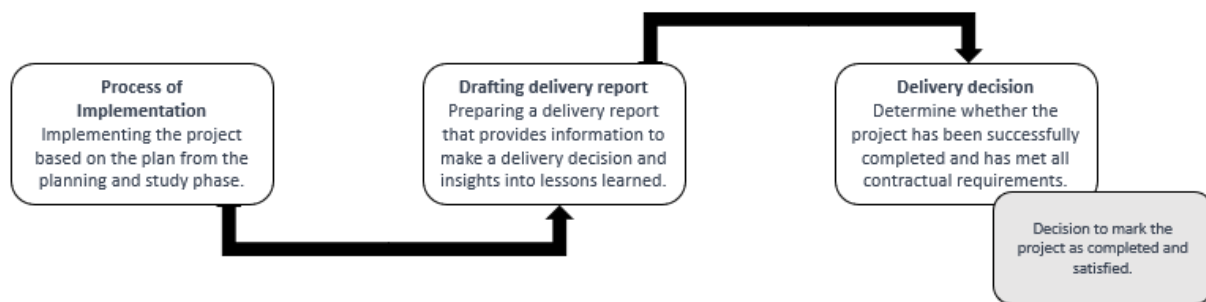 Process of
Implementation
Implementing the project
based on the plan from the
planning and study phase.
Drafting delivery report
Preparing a delivery report
that provides information to
make a delivery decision and
insights into lessons learned.
Delivery decision
Determine whether the
project has been successfully
completed and has met all
contractual requirements.
Decision to mark the
project as completed and
satisfied.